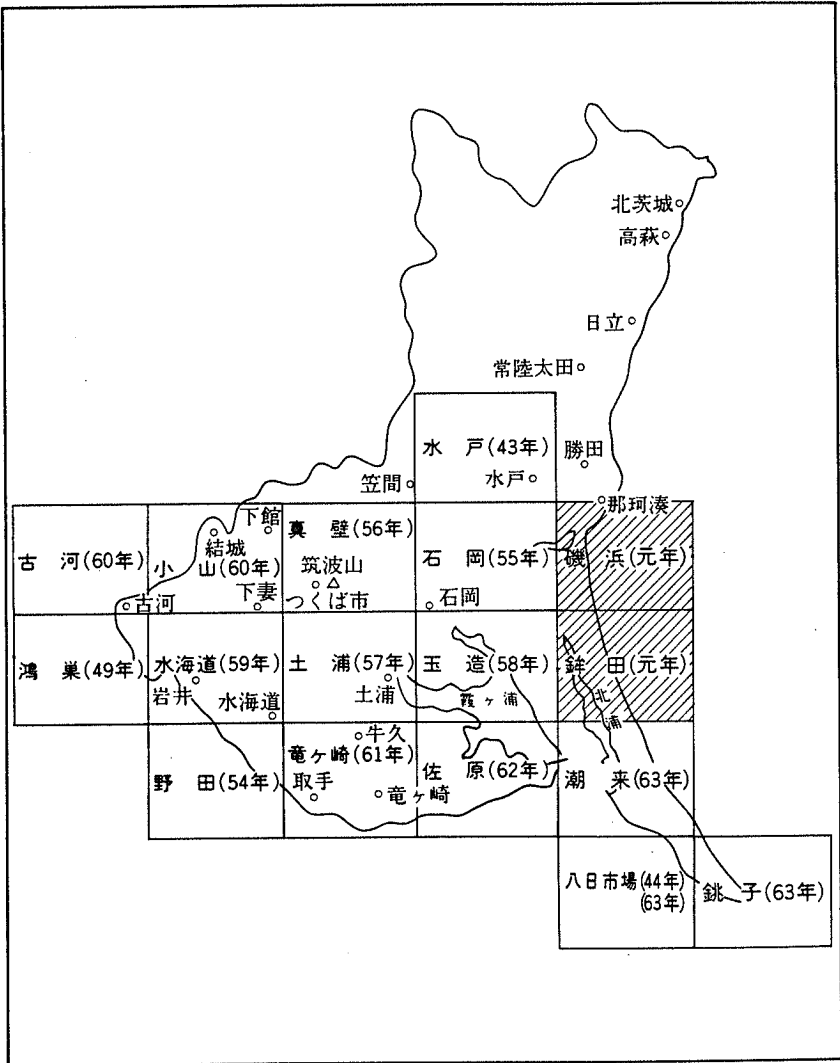 北茨城
高萩
日立
常陸太田
水 戸(43年)
勝田
笠間
水戸
那珂湊
下館
真 壁(56年)
古 河(60年)
小 山(60年)
結城
石 岡(55年)
磯 浜(元年)
筑波山
古河
下妻
つくば市
石岡
鴻 巣(49年)
水海道(59年)
土 浦(57年)
玉 造(58年)
鉾 田(元年)
岩井
水海道
土浦
霞ヶ浦
北浦
牛久
竜ヶ崎(61年)
野 田(54年)
取手
竜ヶ崎
佐 原(62年)
潮 来(63年)
八日市場(44年)
(63年)
銚 子(63年)